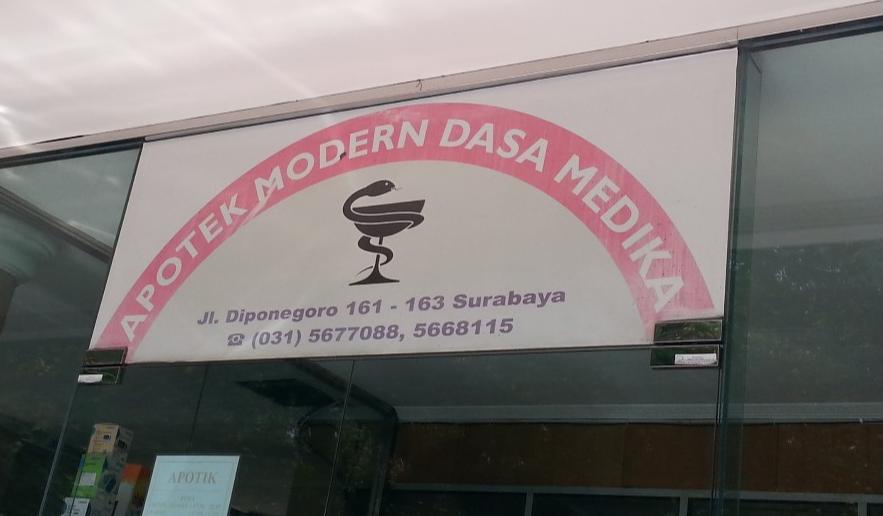 APOTEK MODERN DASA MEDIKA
Jl. Diponegoro 161 - 163 Surabaya
☎ (031) 5677088, 5668115
APOTIK